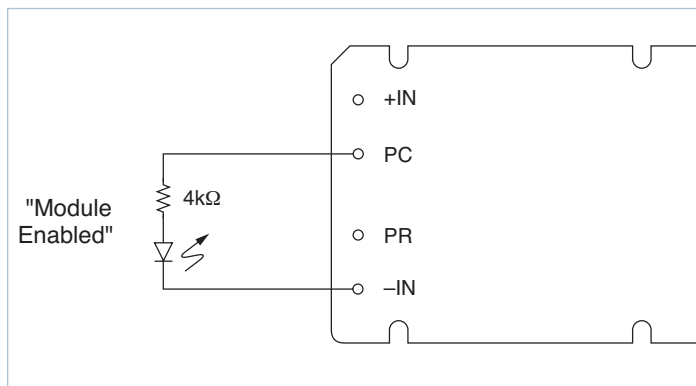 +IN
PC
4kΩ
"Module
Enabled"
PR
–IN